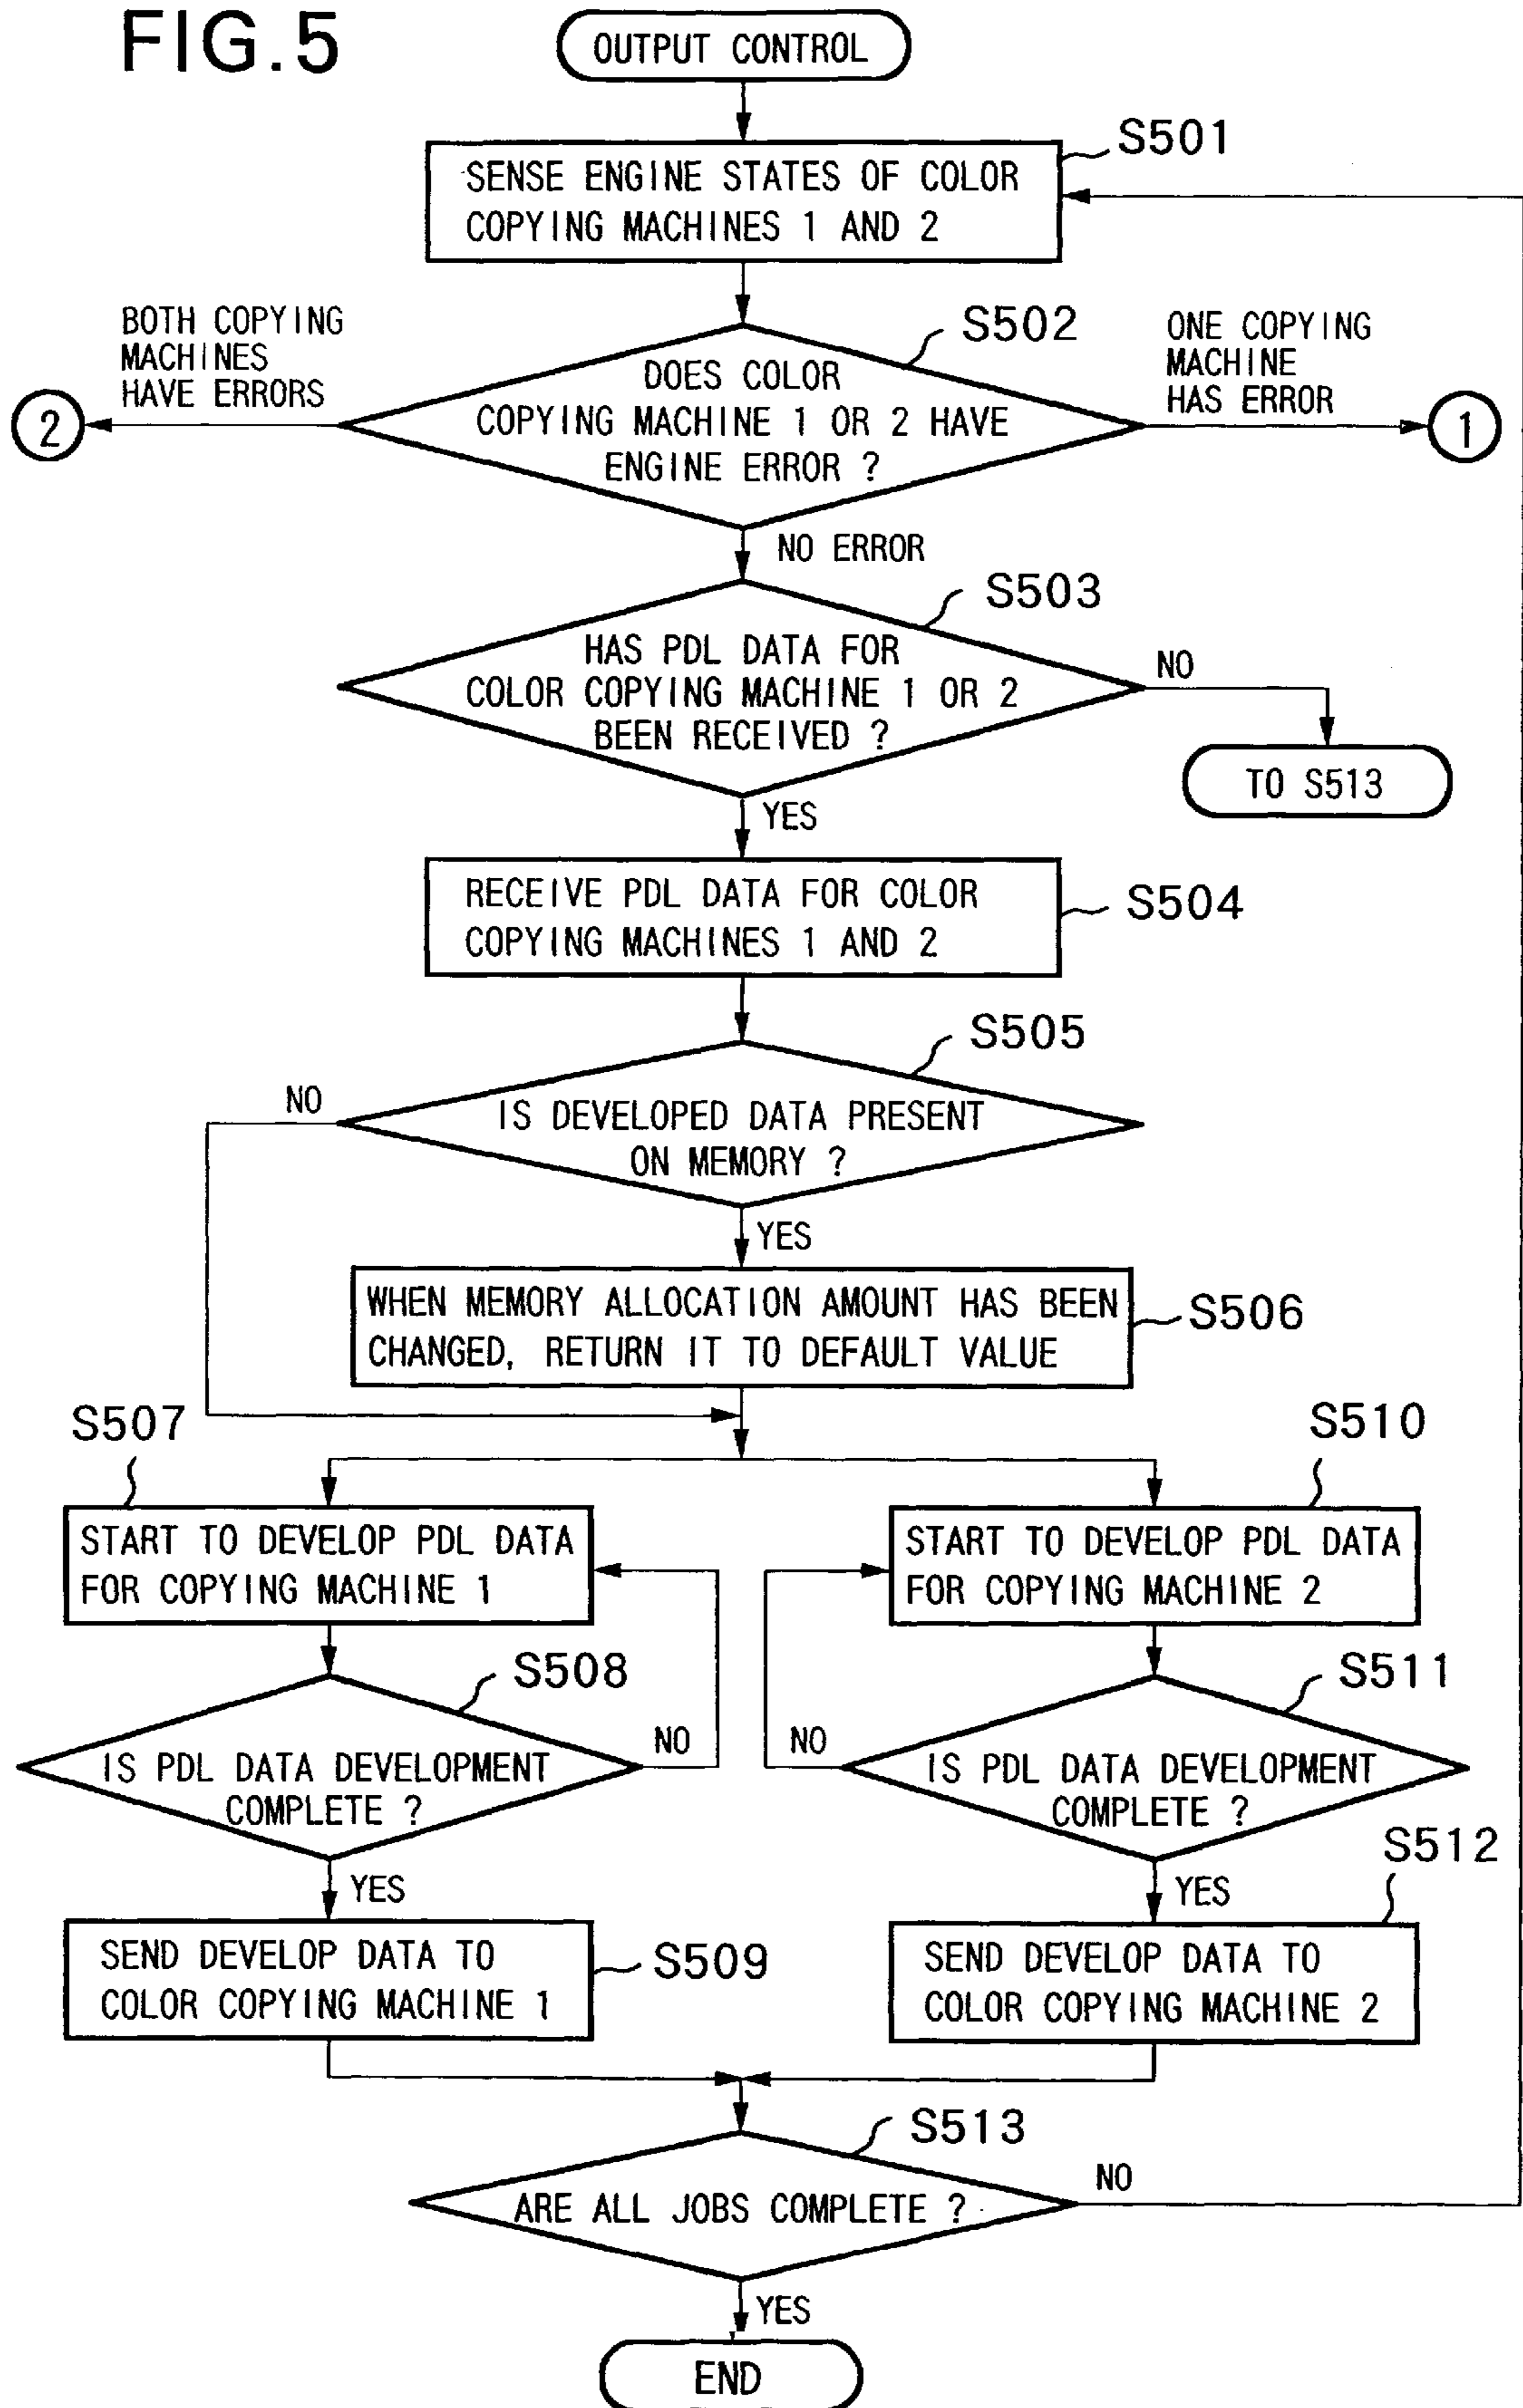 FIG.5
OUTPUT CONTROL
S501
SENSE ENGINE STATES OF COLOR
COPYING MACHINES 1 AND 2
BOTH COPYING
MACHINES
HAVE ERRORS
S502
ONE COPYING
MACHINE
HAS ERROR
DOES COLOR
COPYING MACHINE 1 OR 2 HAVE
ENGINE ERROR ?
2
1
NO ERROR
S503
HAS PDL DATA FOR
COLOR COPYING MACHINE 1 OR 2
BEEN RECEIVED ?
NO
TO S513
YES
RECEIVE PDL DATA FOR COLOR
COPYING MACHINES 1 AND 2
S504
S505
NO
IS DEVELOPED DATA PRESENT
ON MEMORY ?
YES
WHEN MEMORY ALLOCATION AMOUNT HAS BEEN
CHANGED, RETURN IT TO DEFAULT VALUE
S506
S507
S510
START TO DEVELOP PDL DATA
FOR COPYING MACHINE 1
START TO DEVELOP PDL DATA
FOR COPYING MACHINE 2
S508
S511
NO
NO
IS PDL DATA DEVELOPMENT
COMPLETE ?
IS PDL DATA DEVELOPMENT
COMPLETE ?
S512
YES
YES
SEND DEVELOP DATA TO
COLOR COPYING MACHINE 1
S509
SEND DEVELOP DATA TO
COLOR COPYING MACHINE 2
S513
NO
ARE ALL JOBS COMPLETE ?
YES
END